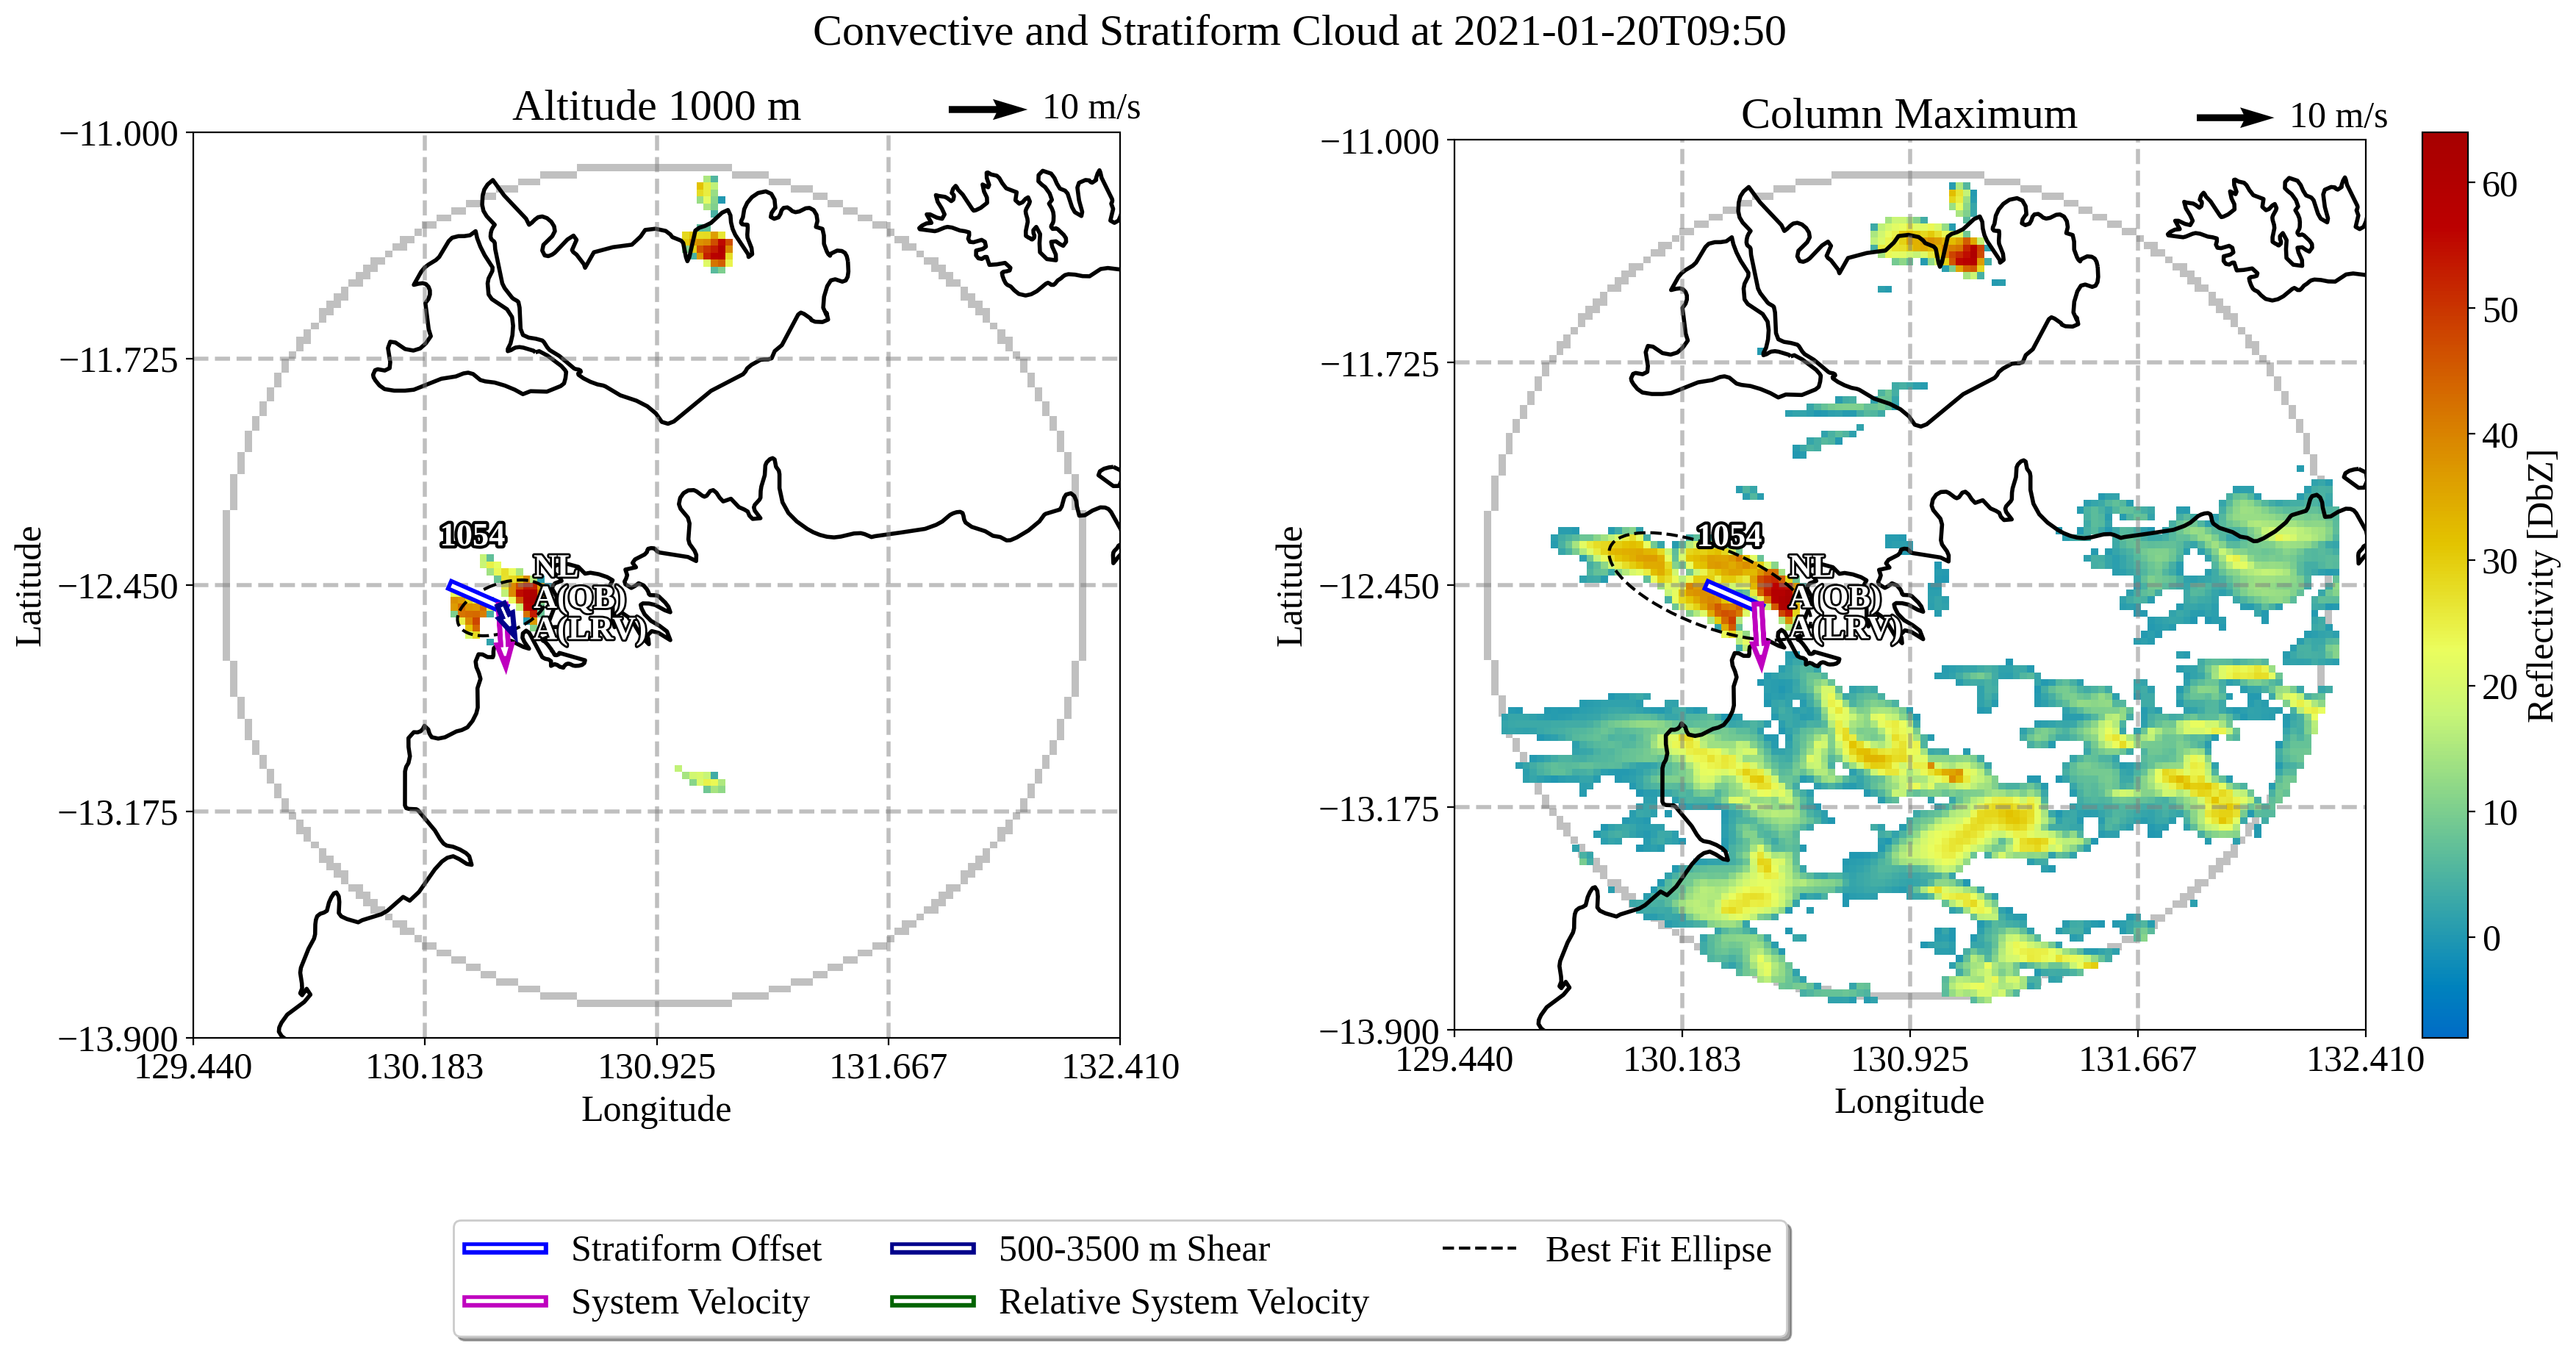 Convective and Stratiform Cloud at 2021-01-20T09:50
Altitude 1000 m
10 m/s
−11.000
−11.725
−12.450
−13.175
−13.900
129.440
130.183
130.925
131.667
132.410
Latitude
Longitude
1054
NL
A(QB)
A(LRV)
Column Maximum
10 m/s
−11.000
−11.725
−12.450
−13.175
−13.900
129.440
130.183
130.925
131.667
132.410
Latitude
Longitude
1054
NL
A(QB)
A(LRV)
60
50
40
30
20
10
0
Reflectivity [DbZ]
Stratiform Offset
500-3500 m Shear
Best Fit Ellipse
System Velocity
Relative System Velocity